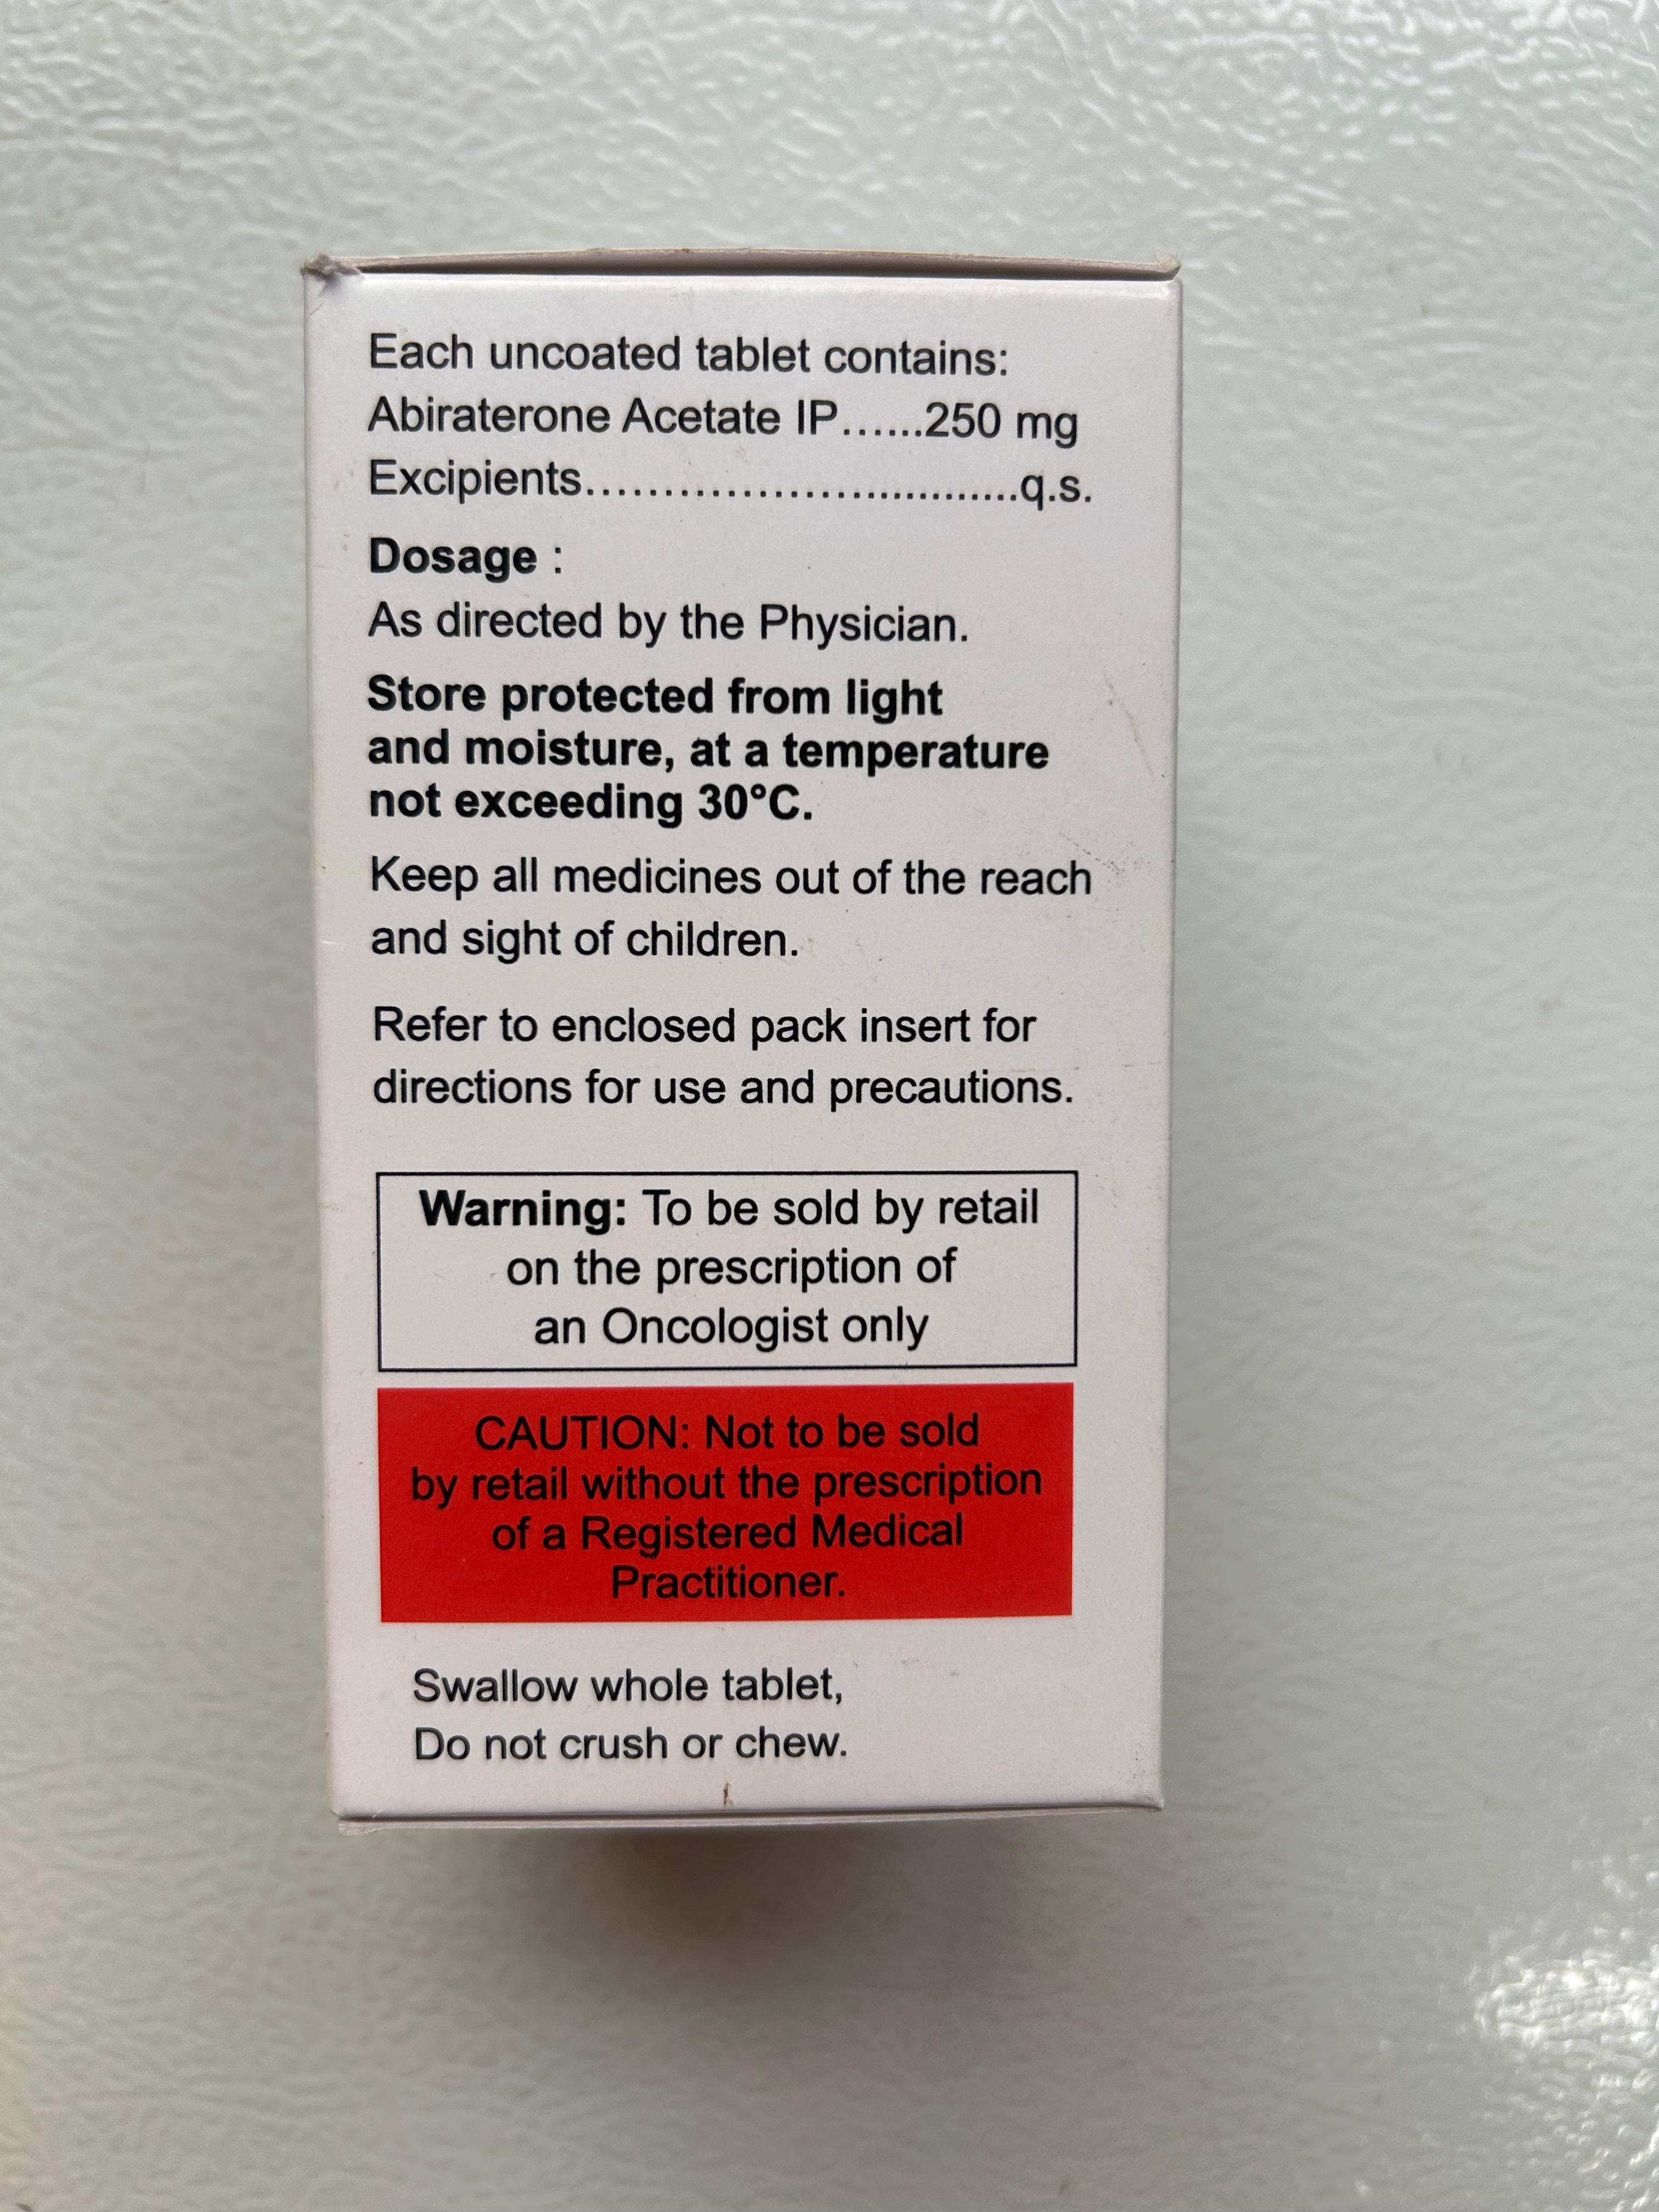 Each uncoated tablet contains:
Abiraterone Acetate IP......250 mg
Excipients..............................q.s.
Dosage :
As directed by the Physician.
Store protected from light
and moisture, at a temperature
not exceeding 30°C.
Keep all medicines out of the reach
and sight of children.
Refer to enclosed pack insert for
directions for use and precautions.
Warning: To be sold by retail
on the prescription of
an Oncologist only
CAUTION: Not to be sold
by retail without the prescription
of a Registered Medical
Practitioner.
Swallow whole tablet,
Do not crush or chew.